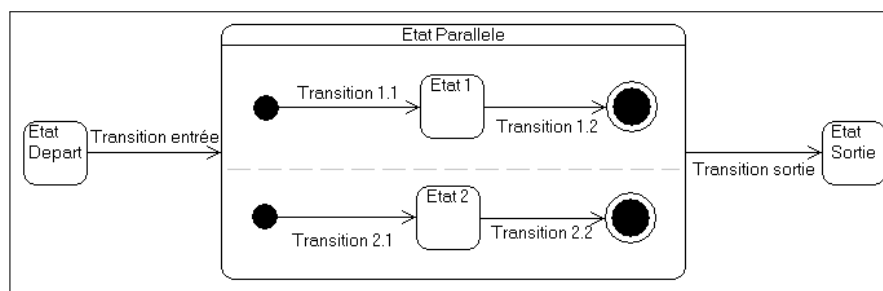 Etat Parallele
Transition 1.1
Etat 1
Transition 1.2
Etat
Depart
Transition entrée
Etat
Sortie
Transition sortie
Transition 2.1
Etat 2
Transition 2.2